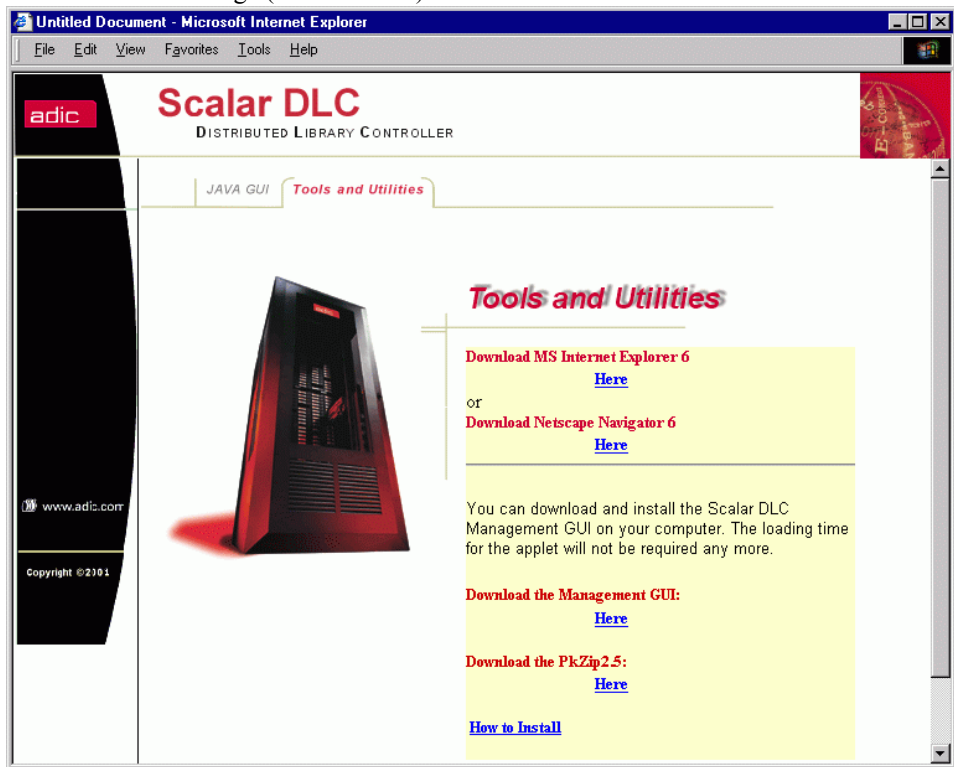 Untitled Document - Microsoft Internet Explorer
File Edit View Favorites Tools Help
adic
Scalar DLC
DISTRIBUTED LIBRARY CONTROLLER
JAVA GUI Tools and Utilities
Tools and Utilities
Download MS Internet Explorer 6
Here
or
Download Netscape Navigator 6
Here
www.adic.com
You can download and install the Scalar DLC
Management GUI on your computer. The loading time
for the applet will not be required any more.
Copyright ©2001
Download the Management GUI:
Here
Download the PkZip2.5:
Here
How to Install